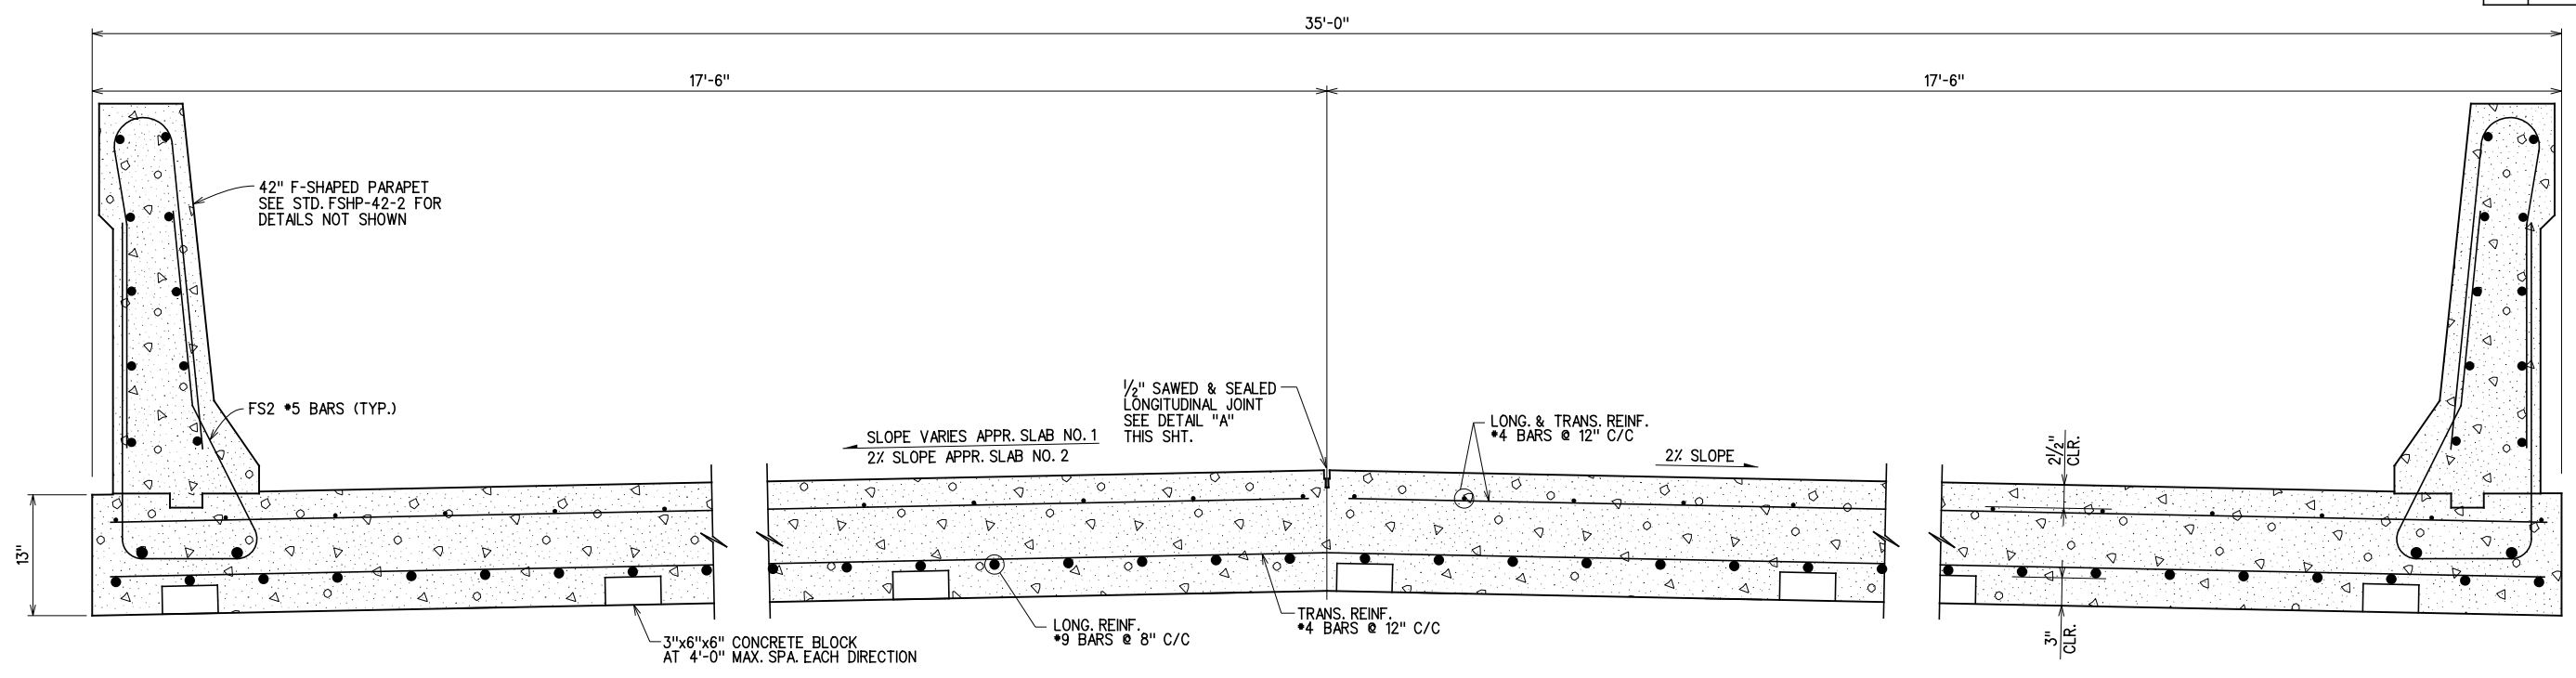 35'-0"
17'-6"
17'-6"
42" F-SHAPED PARAPET
SEE STD. FSHP-42-2 FOR
DETAILS NOT SHOWN
FS2 #5 BARS (TYP.)
1/2" SAWED & SEALED
LONGITUDINAL JOINT
SEE DETAIL "A"
THIS SHT.
SLOPE VARIES APPR. SLAB NO. 1
2% SLOPE APPR. SLAB NO. 2
LONG. & TRANS. REINF.
#4 BARS @ 12" C/C
2% SLOPE
2 1/2"
CLR.
13"
3"x6"x6" CONCRETE BLOCK
AT 4'-0" MAX. SPA. EACH DIRECTION
LONG. REINF.
#9 BARS @ 8" C/C
TRANS. REINF.
#4 BARS @ 12" C/C
3"
CLR.